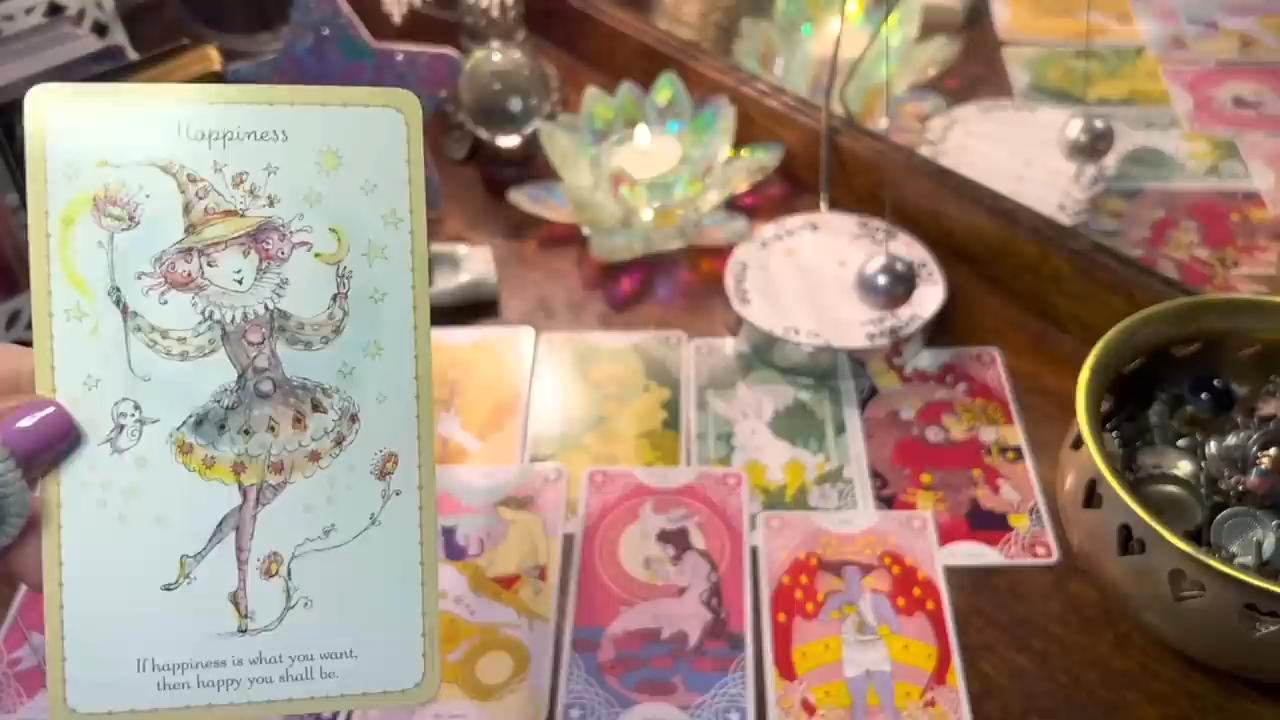 Happiness
If happiness is what you want,
then happy you shall be.